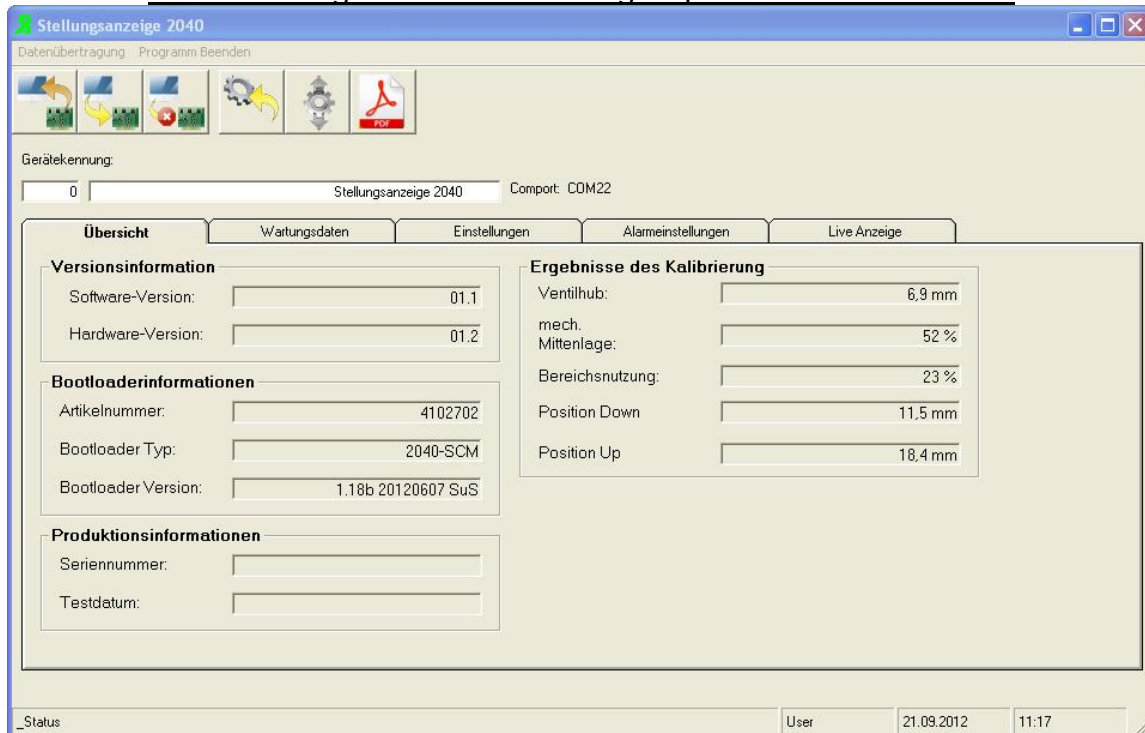 Stellungsanzeige 2040
Datenübertragung Programm Beenden
PDF
Gerätekennung:
0 Stellungsanzeige 2040 Comport: COM22
Übersicht Wartungsdaten Einstellungen Alarmeinstellungen Live Anzeige
Versionsinformation
Software-Version: 01.1
Hardware-Version: 01.2
Bootloaderinformationen
Artikelnummer: 4102702
Bootloader Typ: 2040-SCM
Bootloader Version: 1.18b 20120607 SuS
Produktionsinformationen
Seriennummer:
Testdatum:
Ergebnisse des Kalibrierung
Ventilhub: 6,9 mm
mech.
Mittenlage: 52 %
Bereichsnutzung: 23 %
Position Down 11,5 mm
Position Up 18,4 mm
_Status User 21.09.2012 11:17